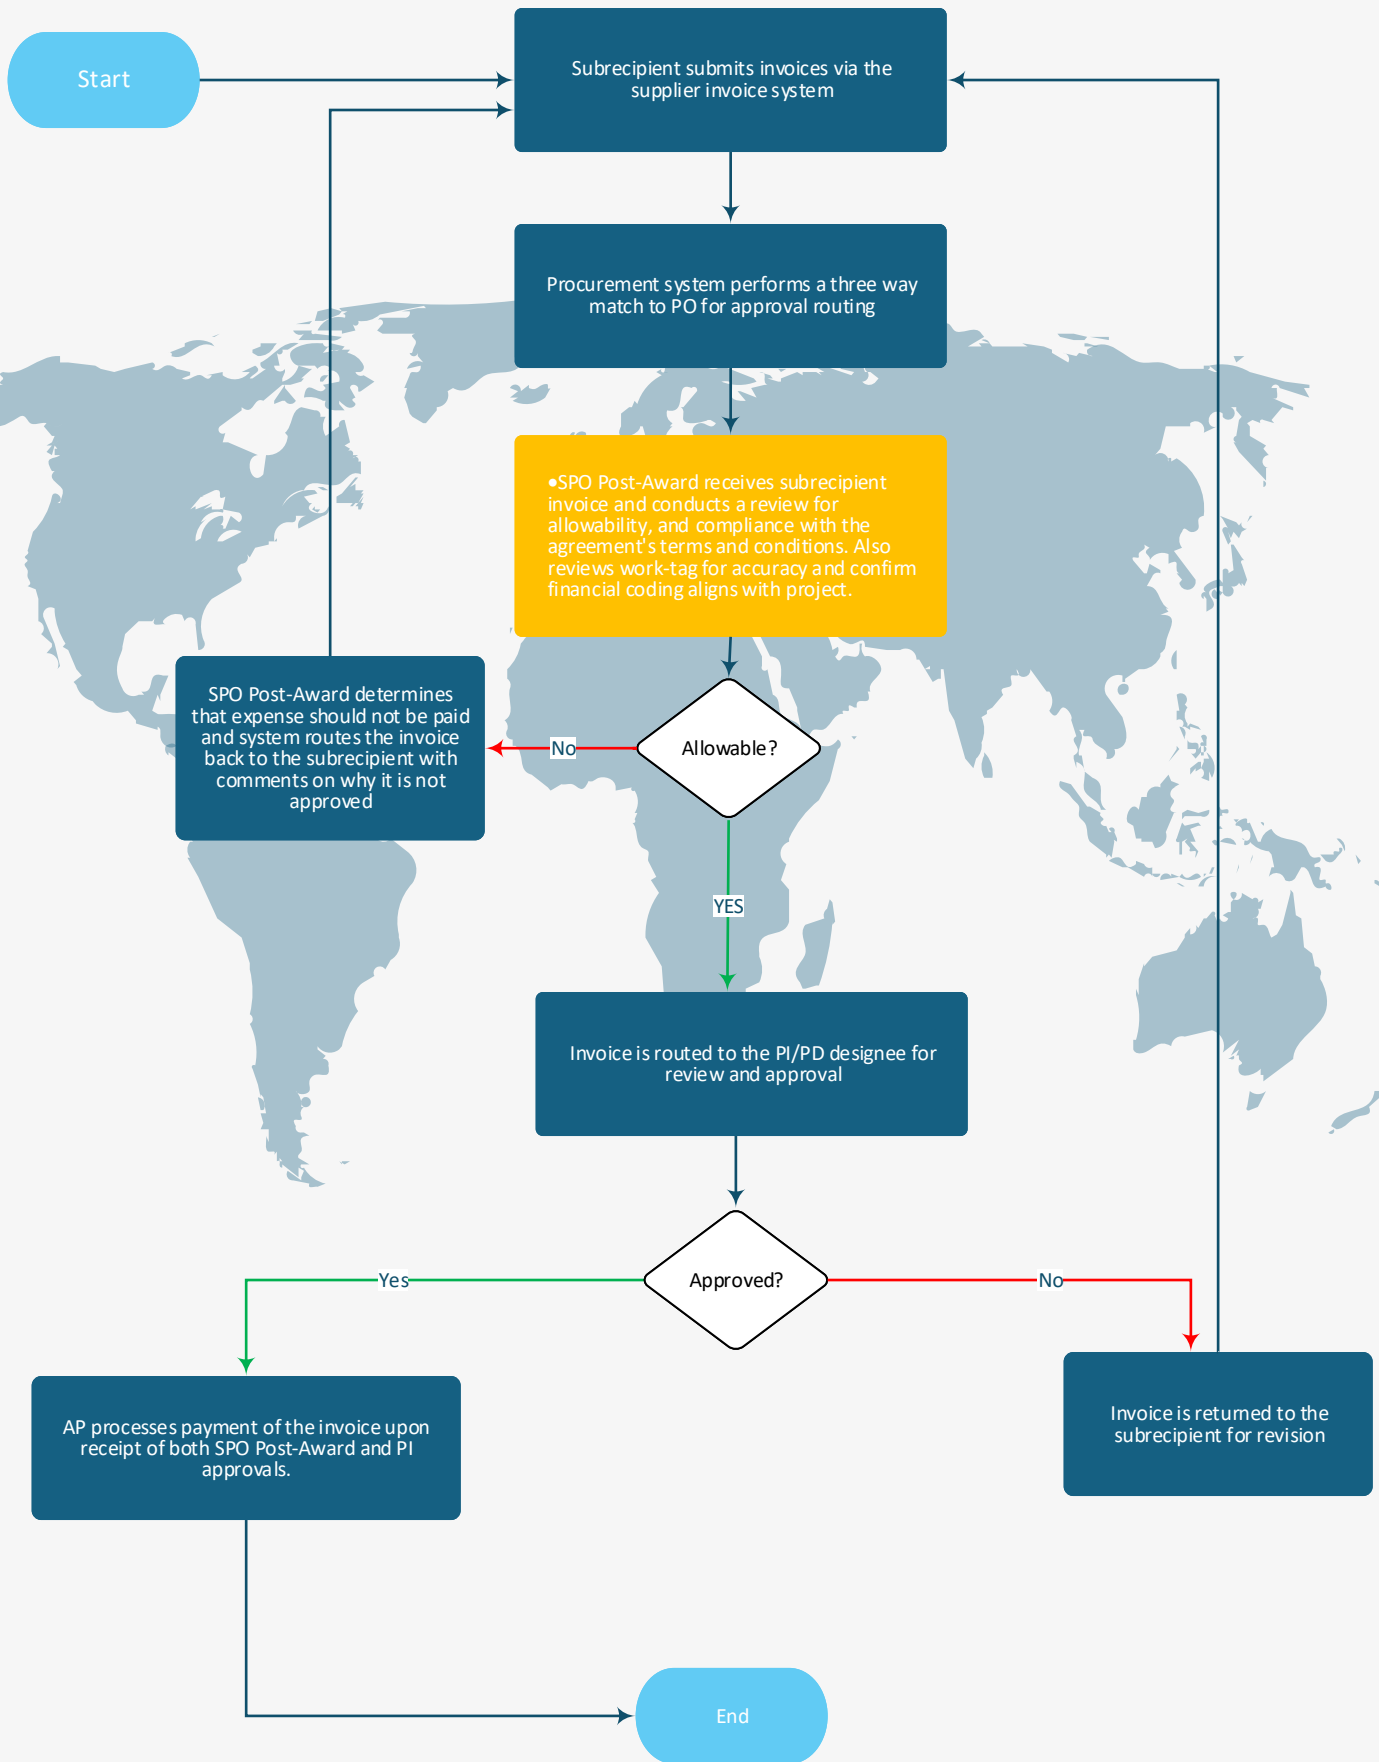 Start
Subrecipient submits invoices via the
supplier invoice system
Procurement system performs a three way
match to PO for approval routing
•SPO Post-Award receives subrecipient
invoice and conducts a review for
allowability, and compliance with the
agreement's terms and conditions. Also
reviews work-tag for accuracy and confirm
financial coding aligns with project.
SPO Post-Award determines
that expense should not be paid
and system routes the invoice
back to the subrecipient with
comments on why it is not
approved
No
Allowable?
YES
Invoice is routed to the PI/PD designee for
review and approval
Yes
Approved?
No
AP processes payment of the invoice upon
receipt of both SPO Post-Award and PI
approvals.
Invoice is returned to the
subrecipient for revision
End